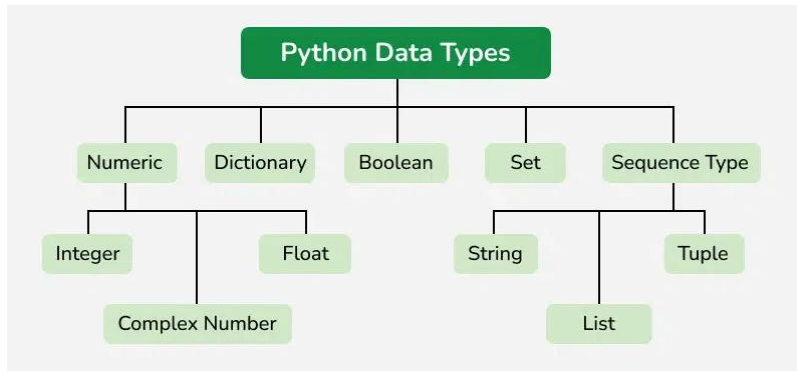 Python Data Types
Numeric
Dictionary
Boolean
Set
Sequence Type
Integer
Float
String
Tuple
Complex Number
List